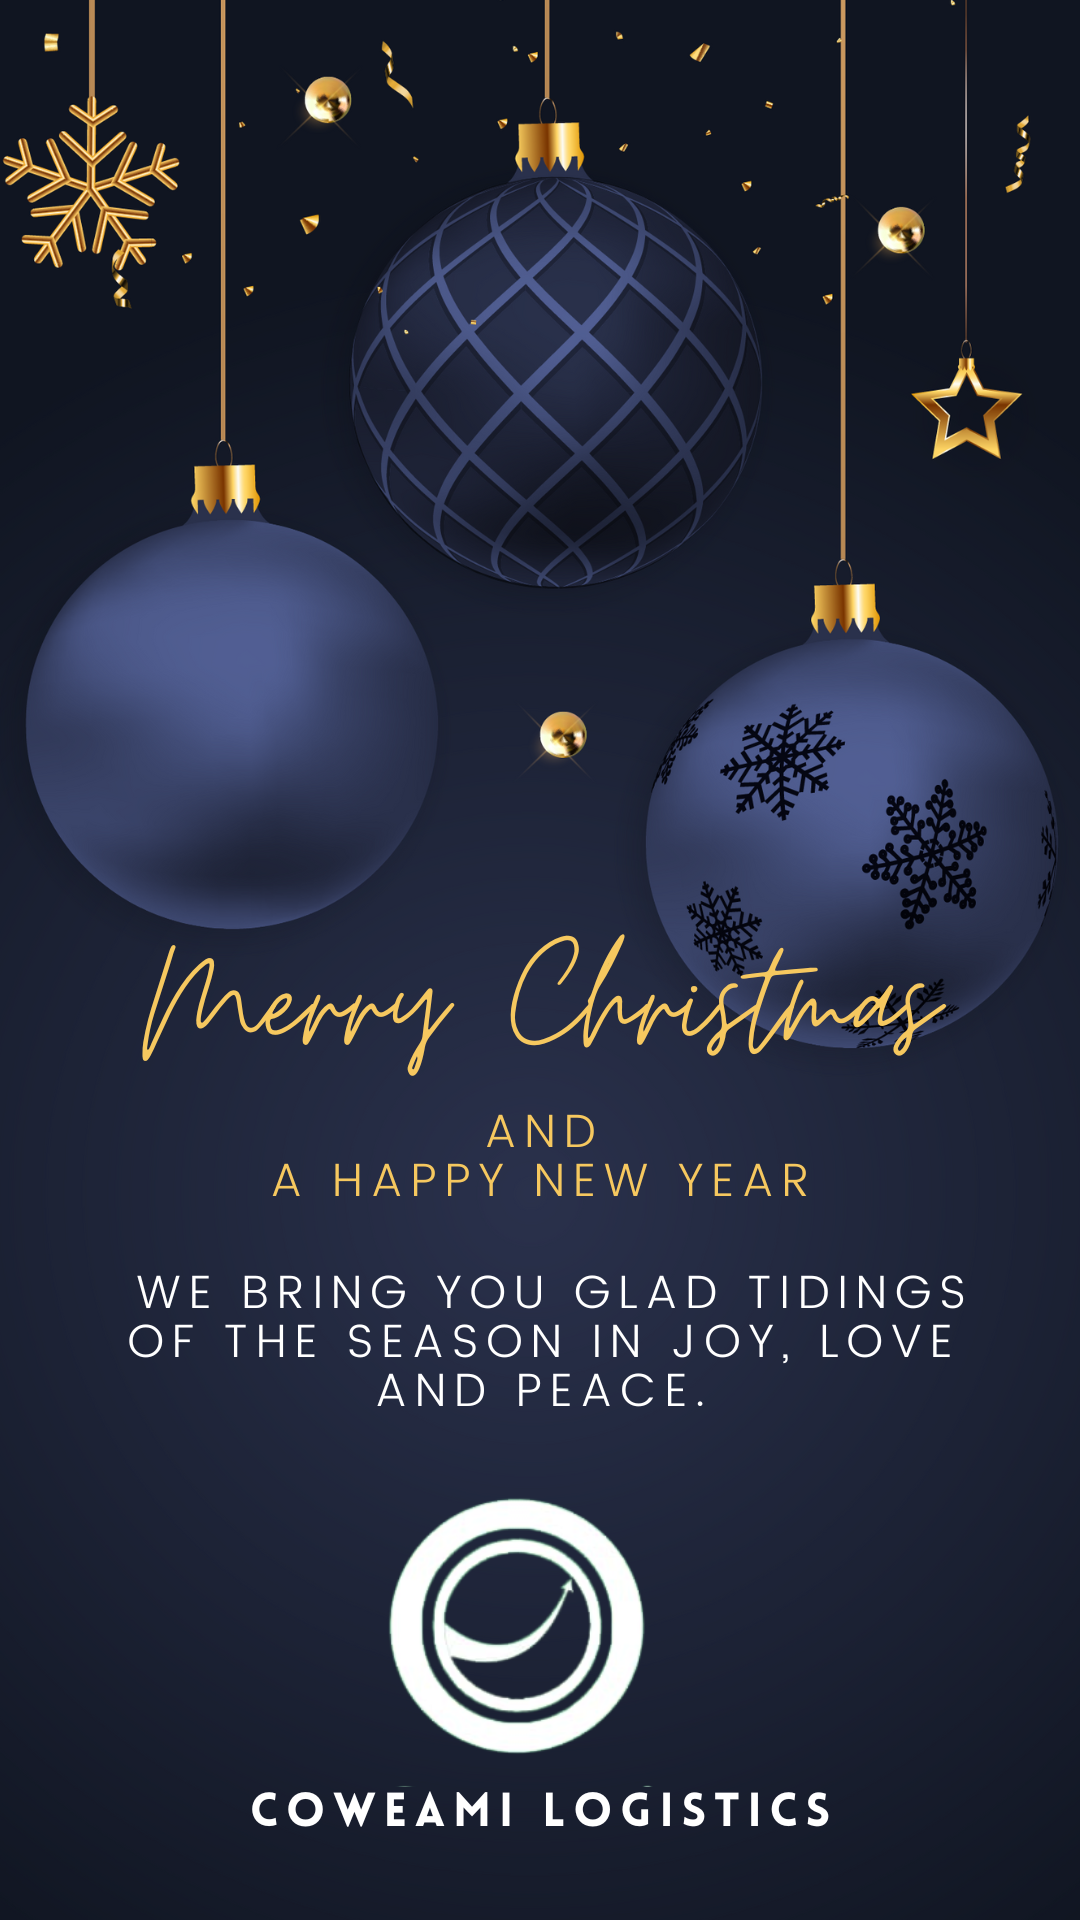 Merry Christmas
AND
A HAPPY NEW YEAR
WE BRING YOU GLAD TIDINGS
OF THE SEASON IN JOY, LOVE
AND PEACE.
COWEAMI LOGISTICS